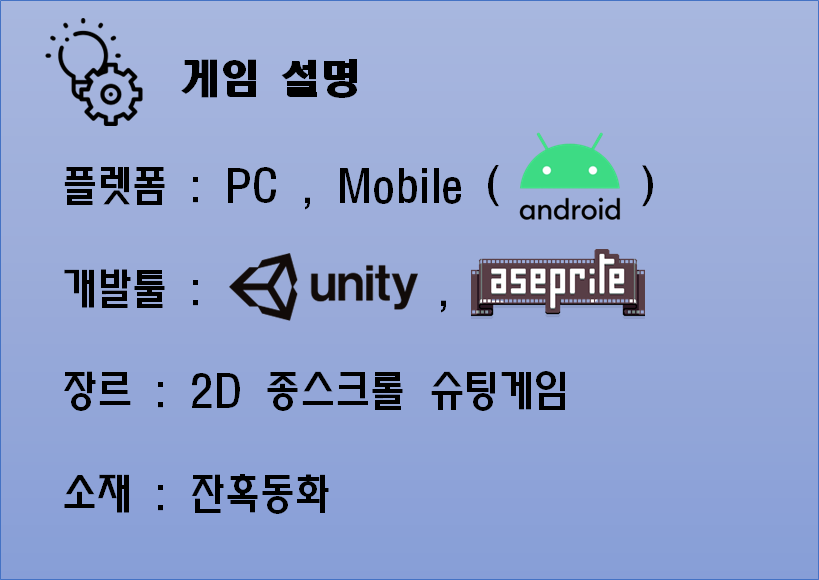 게임 설명
플렛폼 : PC , Mobile ( android )
개발툴 : unity , aseprite
장르 : 2D 종스크롤 슈팅게임
소재 : 잔혹동화